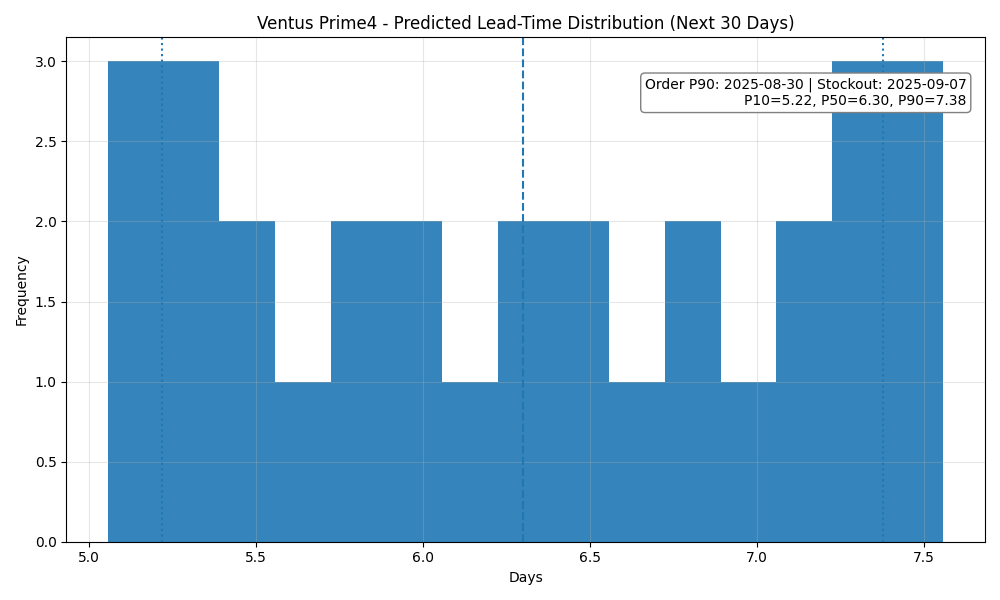 Ventus Prime4 - Predicted Lead-Time Distribution (Next 30 Days)
Order P90: 2025-08-30 | Stockout: 2025-09-07
P10=5.22, P50=6.30, P90=7.38
Frequency
3.0
2.5
2.0
1.5
1.0
0.5
0.0
5.0
5.5
6.0
6.5
7.0
7.5
Days